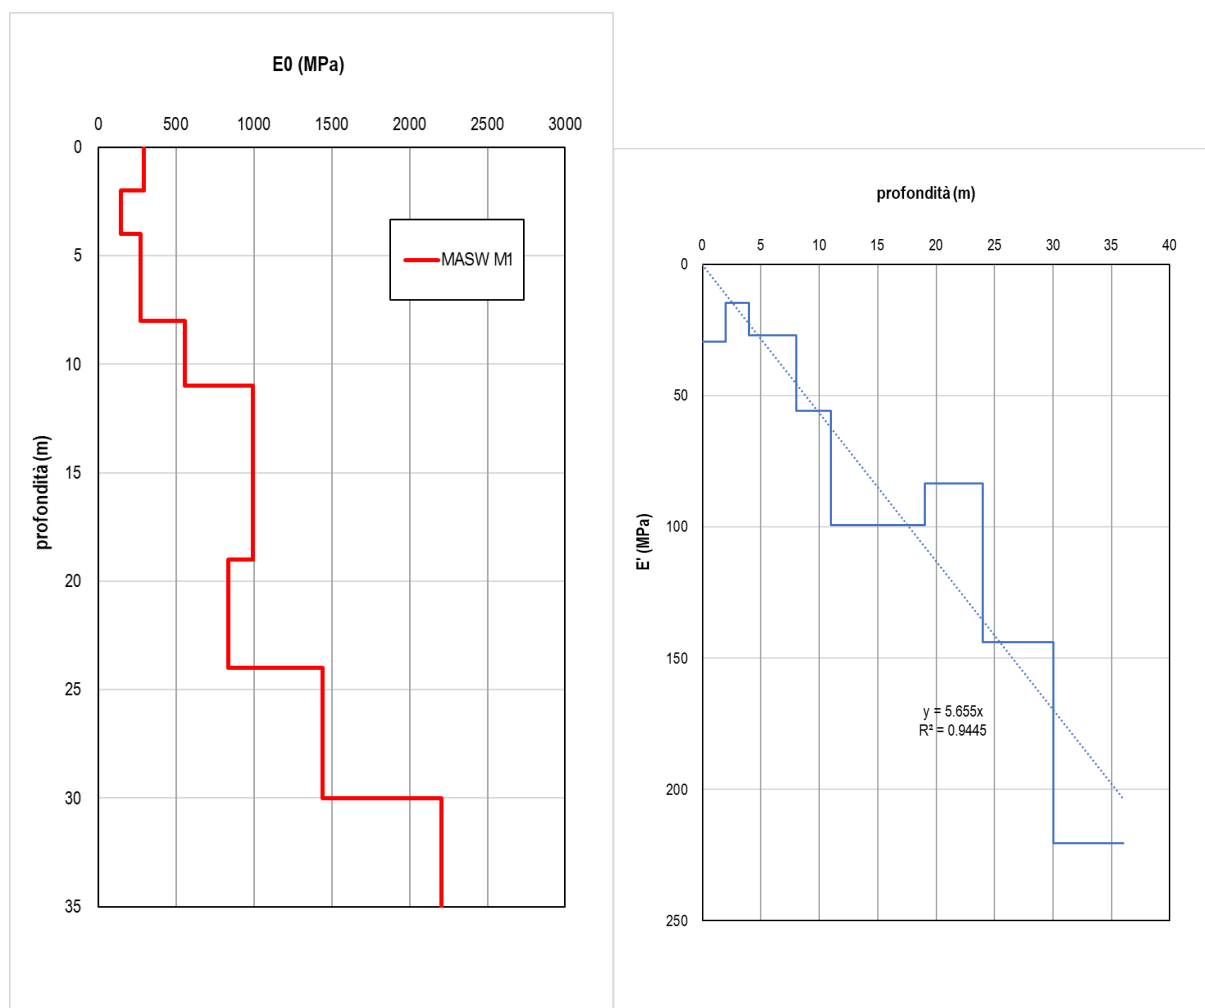 E0 (MPa)
0 500 1000 1500 2000 2500 3000
0
5
10
15
20
25
30
35
profondità (m)
MASW M1
profondità (m)
0 5 10 15 20 25 30 35 40
0
50
100
150
200
250
E' (MPa)
y = 5.655x
R² = 0.9445